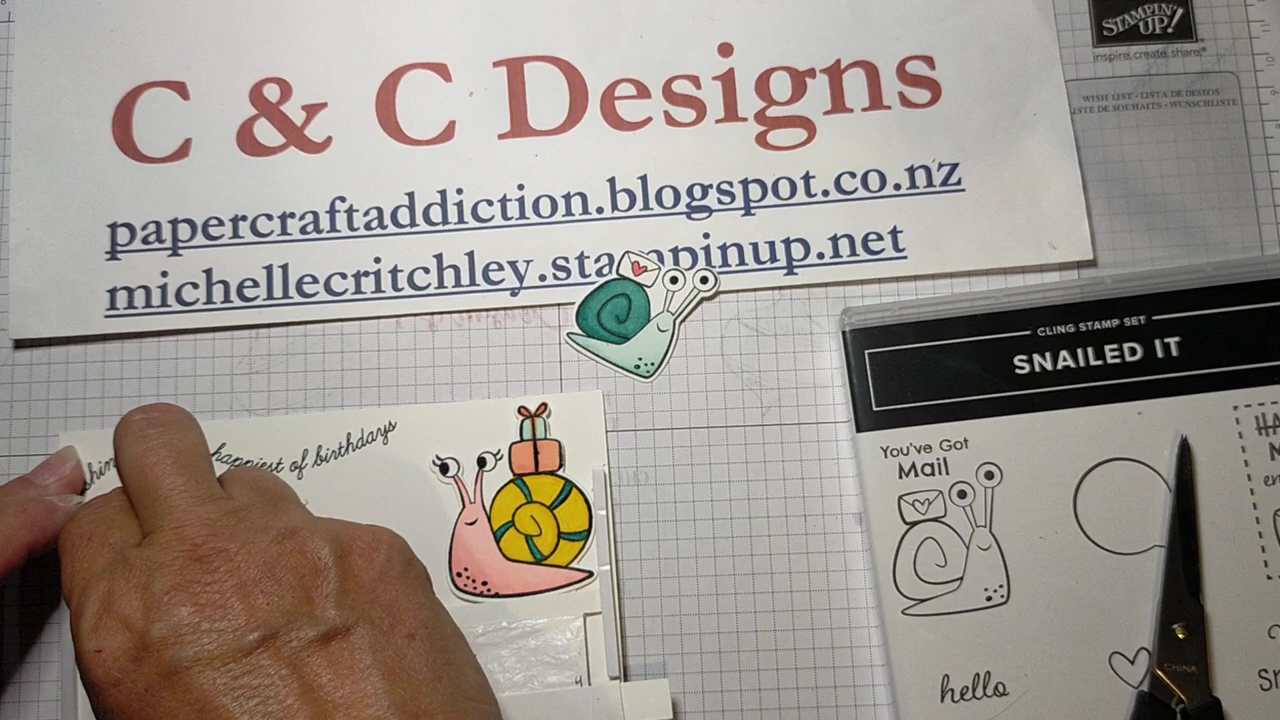 C & C Designs
papercraftaddiction.blogspot.co.nz
michellecritchley.stampinup.net
STAMPIN' UP!
inspire.create.share.®
WISH LIST • LISTA DE DESEOS
LISTE DE SOUHAITS • WUNSCHLISTE
CLING STAMP SET
SNAILED IT
happiest of birthdays
You've Got
Mail
hello
CHINA